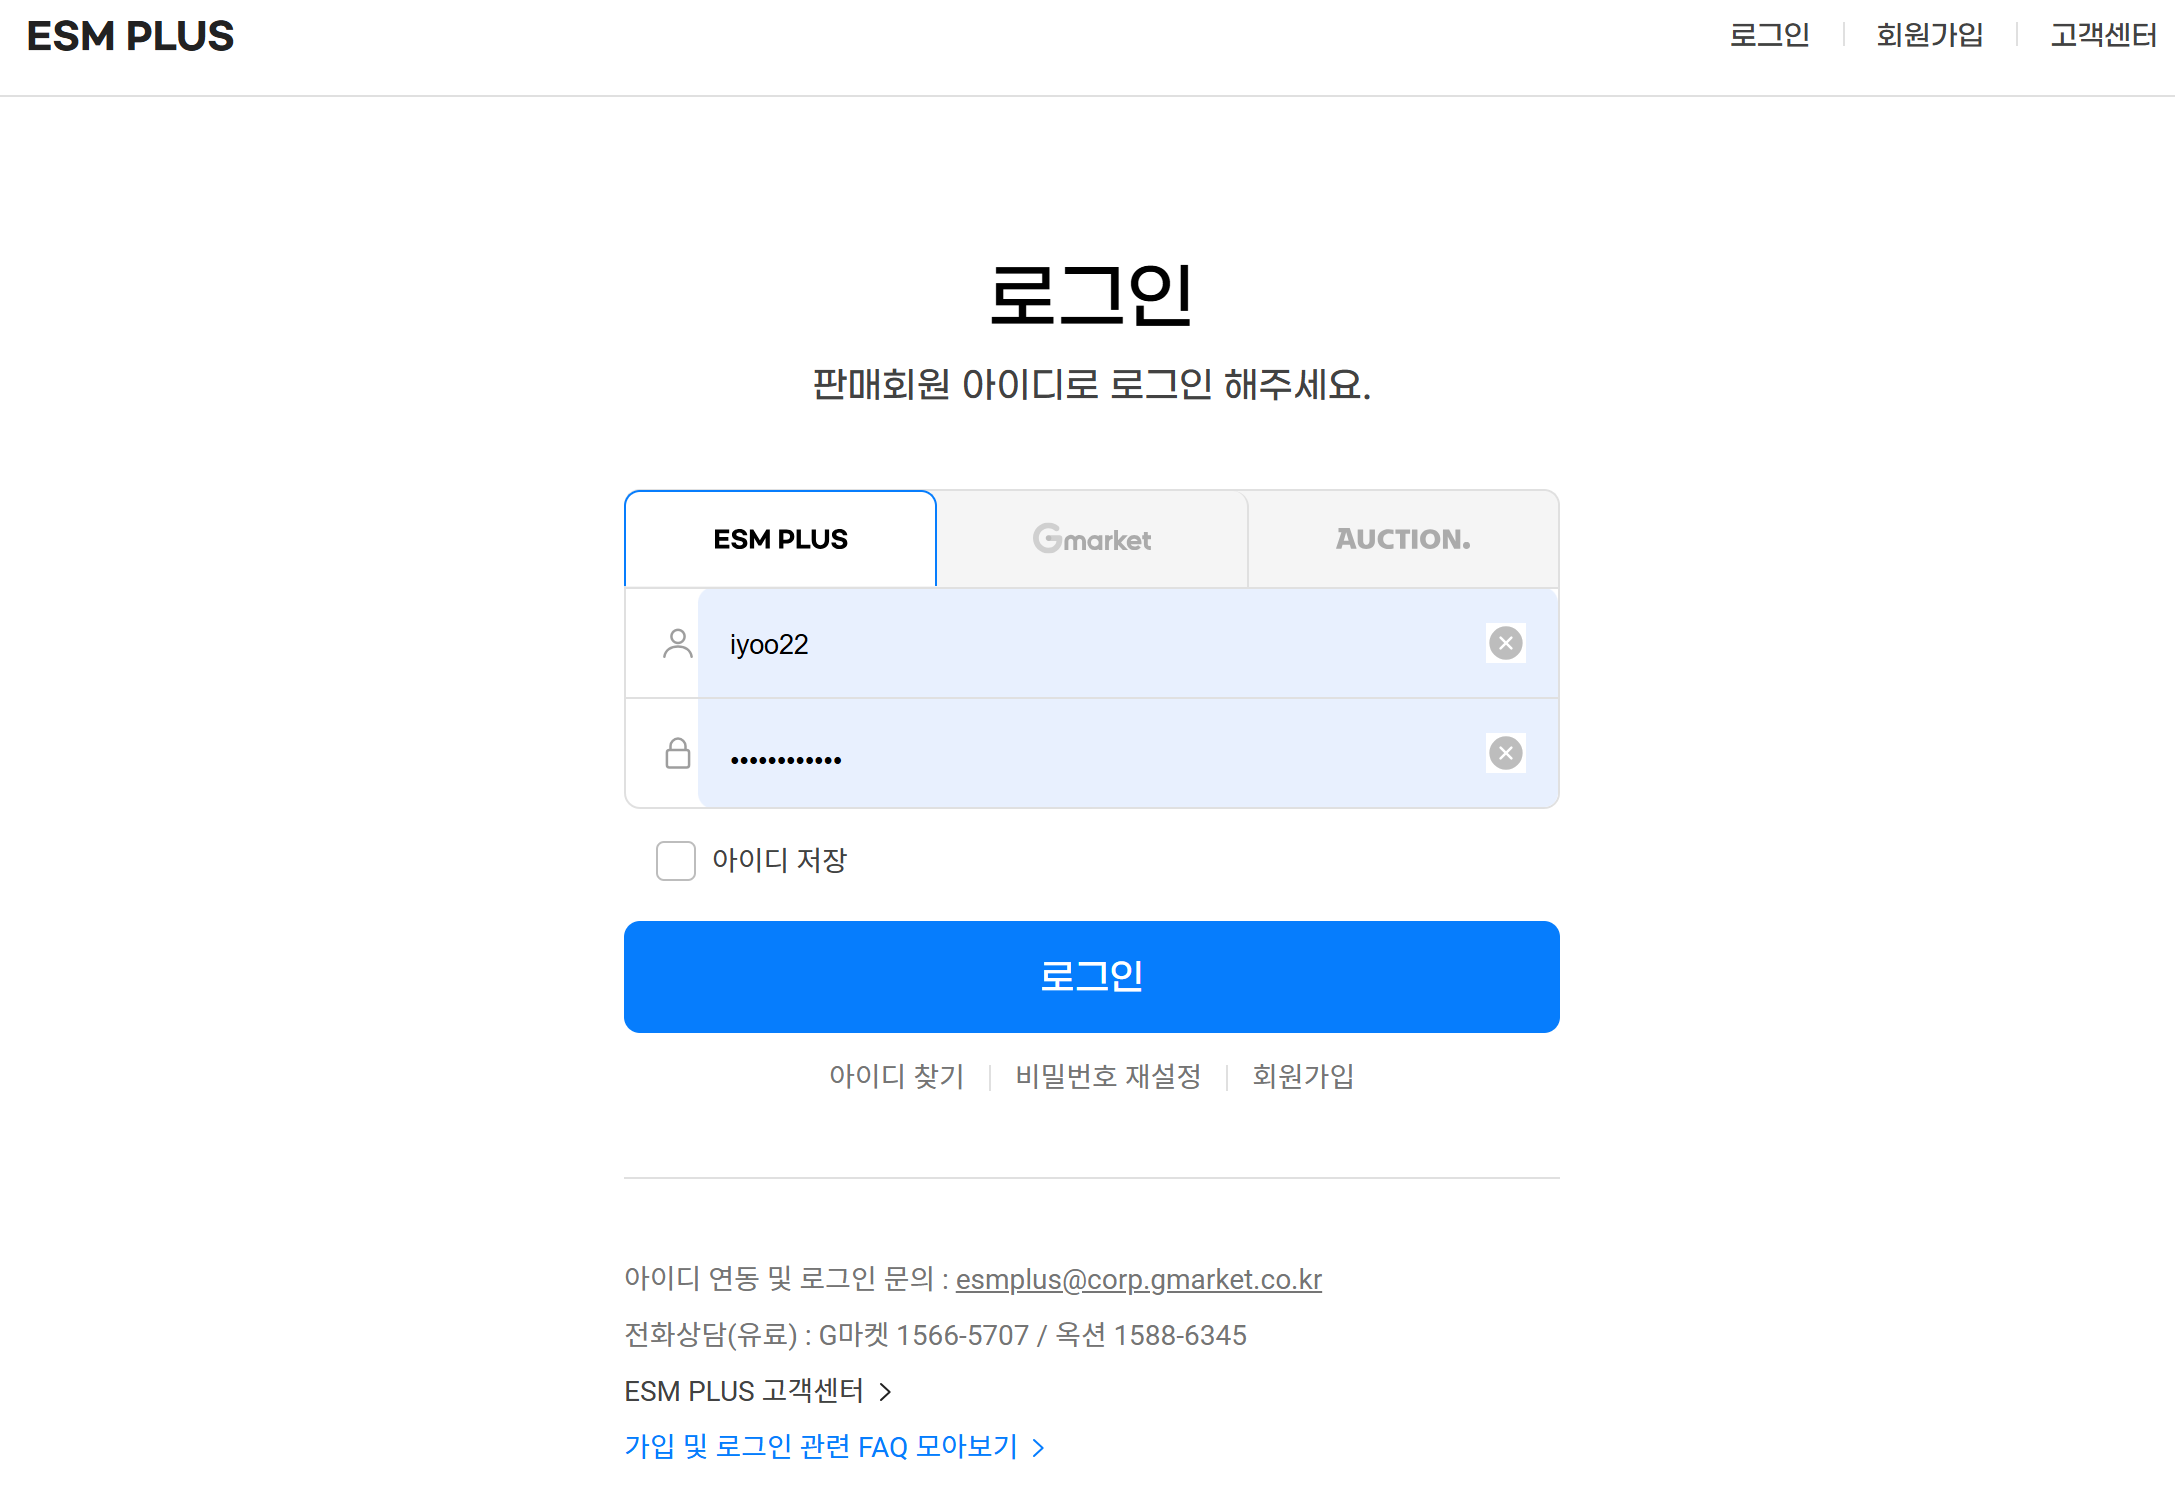 ESM PLUS
로그인 회원가입 고객센터
로그인
판매회원 아이디로 로그인 해주세요.
ESM PLUS Gmarket AUCTION.
iyoo22
••••••••••••
아이디 저장
로그인
아이디 찾기 비밀번호 재설정 회원가입
아이디 연동 및 로그인 문의 : esmplus@corp.gmarket.co.kr
전화상담(유료) : G마켓 1566-5707 / 옥션 1588-6345
ESM PLUS 고객센터 >
가입 및 로그인 관련 FAQ 모아보기 >